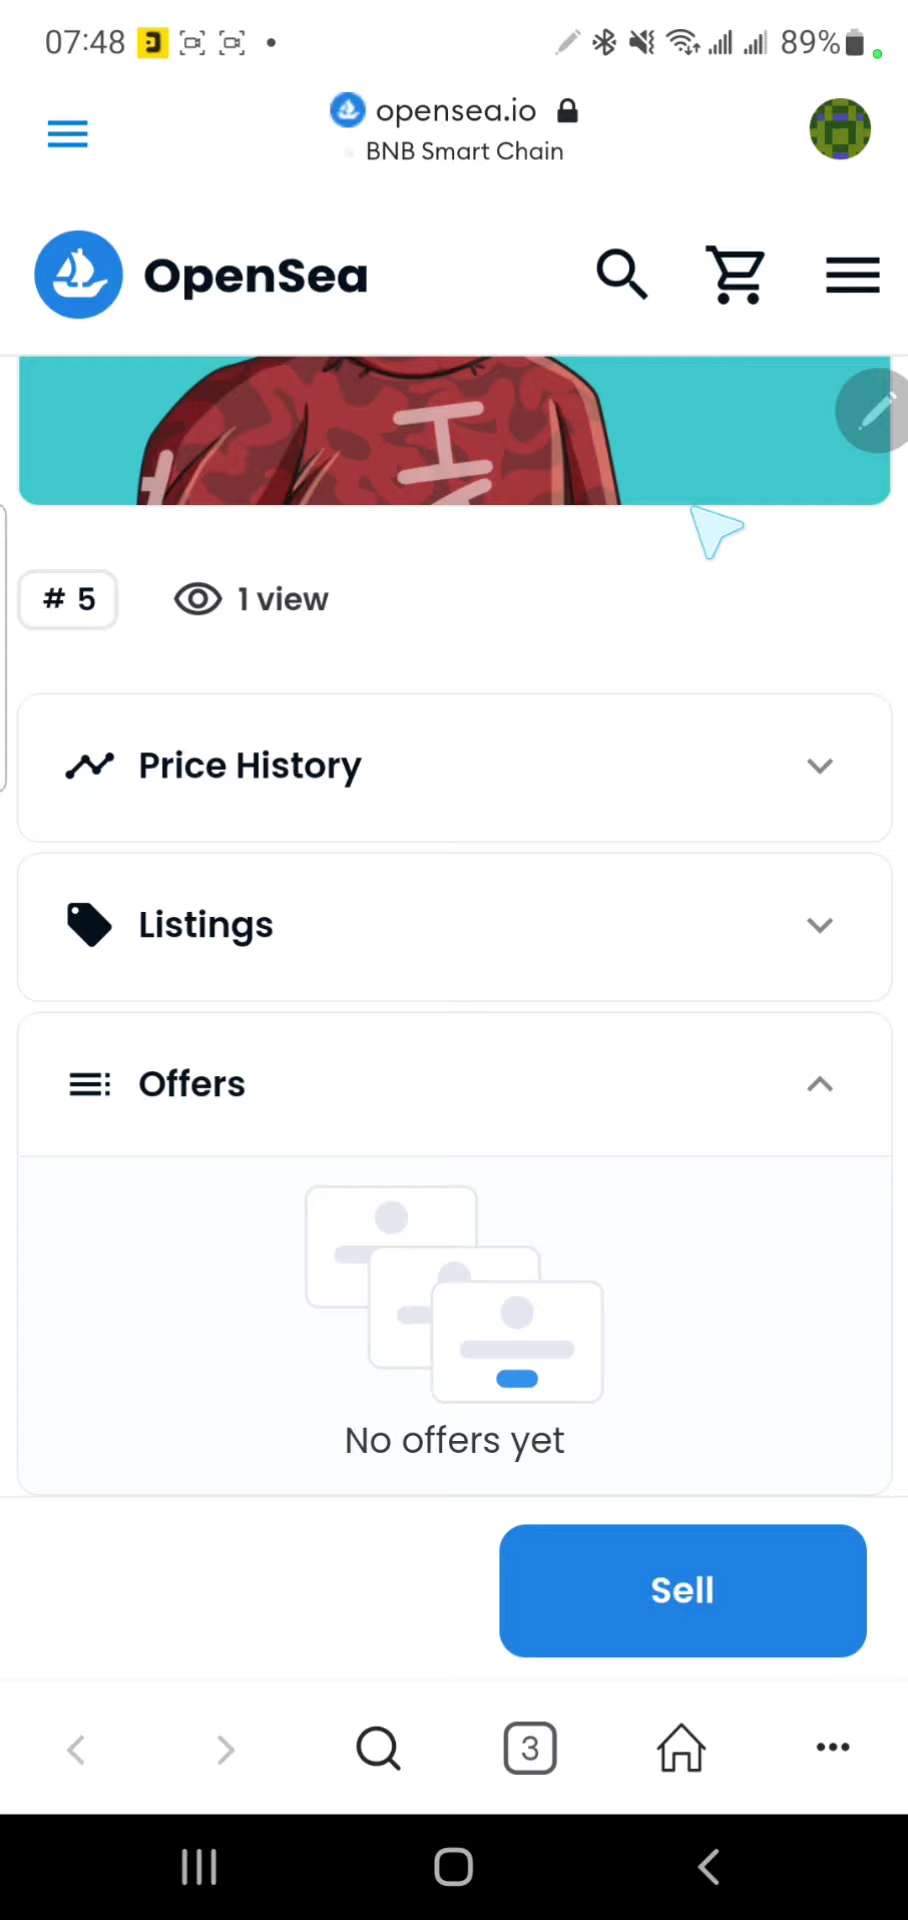 07:48
89%
opensea.io
BNB Smart Chain
OpenSea
# 5
1 view
Price History
Listings
Offers
No offers yet
Sell
3